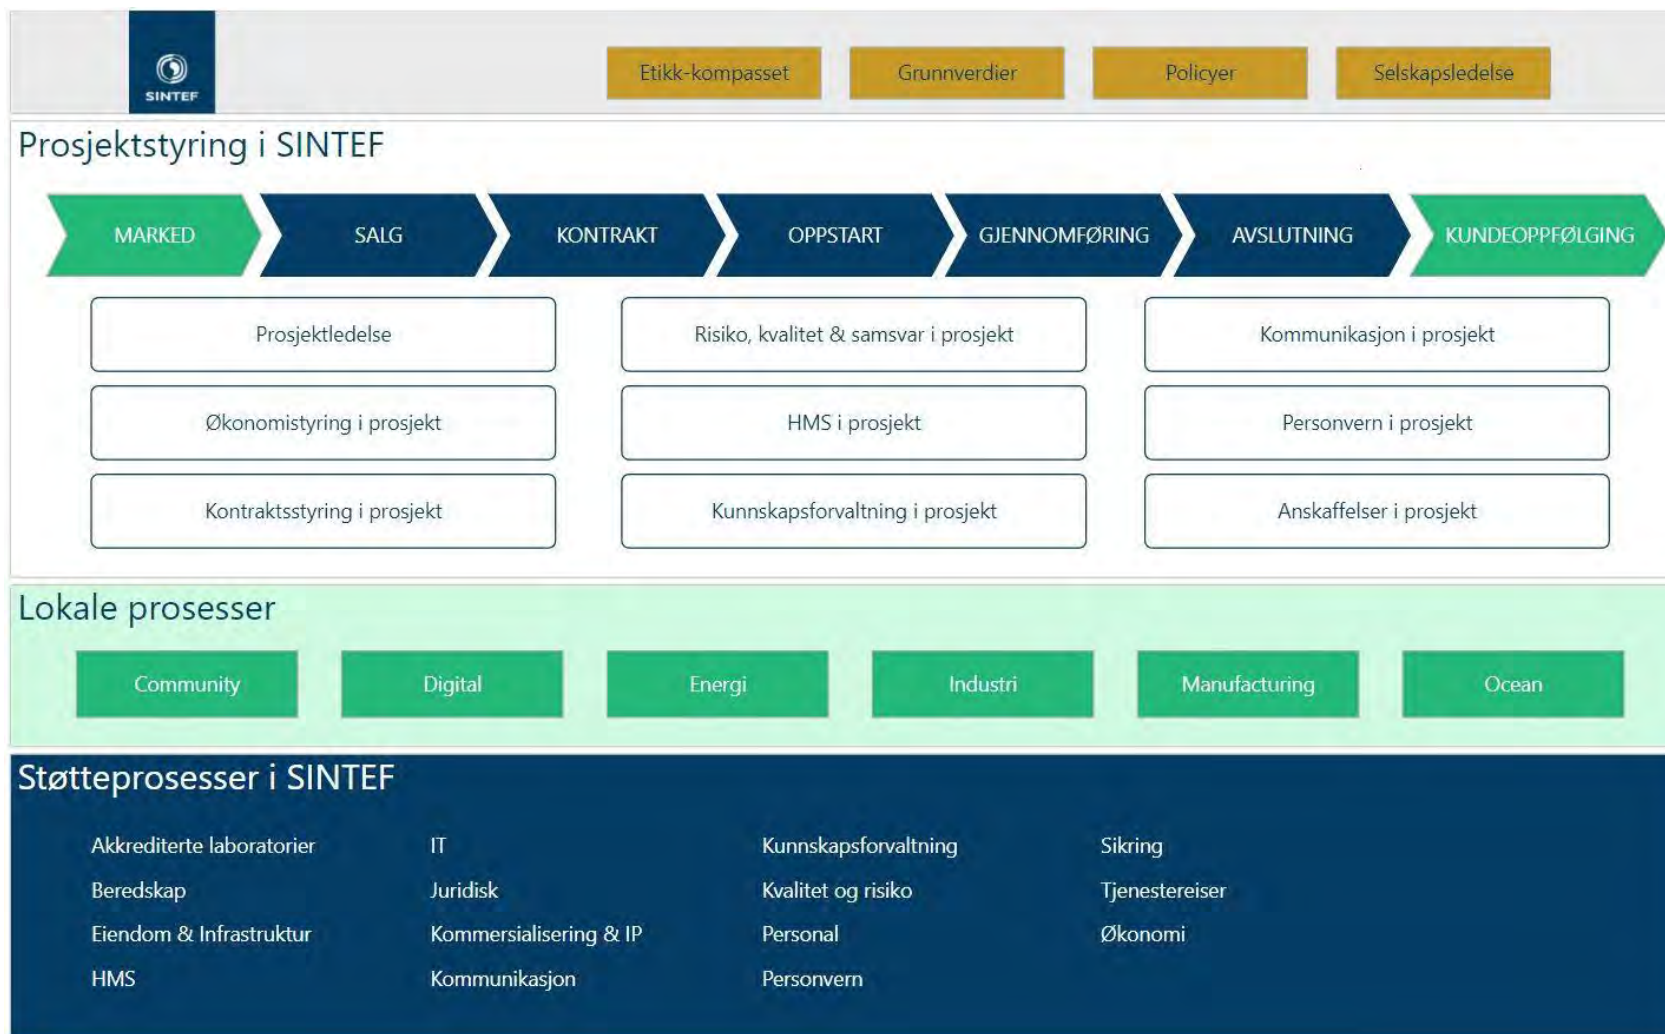 SINTEF
Etikk-kompasset
Grunnverdier
Policyer
Selskapsledelse
Prosjektstyring i SINTEF
MARKED
SALG
KONTRAKT
OPPSTART
GJENNOMFØRING
AVSLUTNING
KUNDEOPPFØLGING
Prosjektledelse
Risiko, kvalitet & samsvar i prosjekt
Kommunikasjon i prosjekt
Økonomistyring i prosjekt
HMS i prosjekt
Personvern i prosjekt
Kontraktsstyring i prosjekt
Kunnskapsforvaltning i prosjekt
Anskaffelser i prosjekt
Lokale prosesser
Community
Digital
Energi
Industri
Manufacturing
Ocean
Støtteprosesser i SINTEF
Akkrediterte laboratorier
Beredskap
Eiendom & Infrastruktur
HMS
IT
Juridisk
Kommersialisering & IP
Kommunikasjon
Kunnskapsforvaltning
Kvalitet og risiko
Personal
Personvern
Sikring
Tjenestereiser
Økonomi